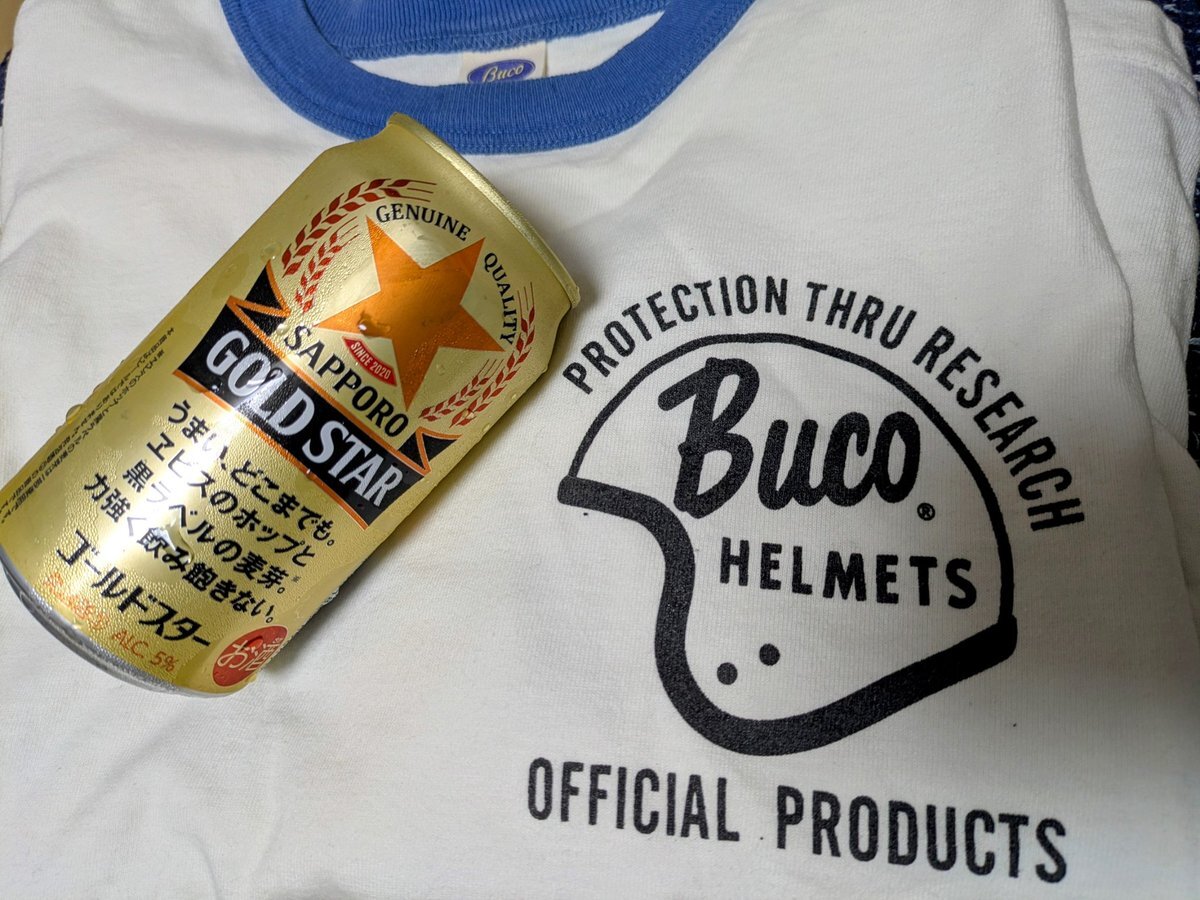 Buco
GENUINE QUALITY
SAPPORO
SINCE 2020
GOLD STAR
うまい、どこまでも。
ヱビスのホップと
黒ラベルの麦芽。
力強く飲み飽きない。
ゴールドスター
ALC. 5%
お酒
PROTECTION THRU RESEARCH
Buco®
HELMETS
OFFICIAL PRODUCTS